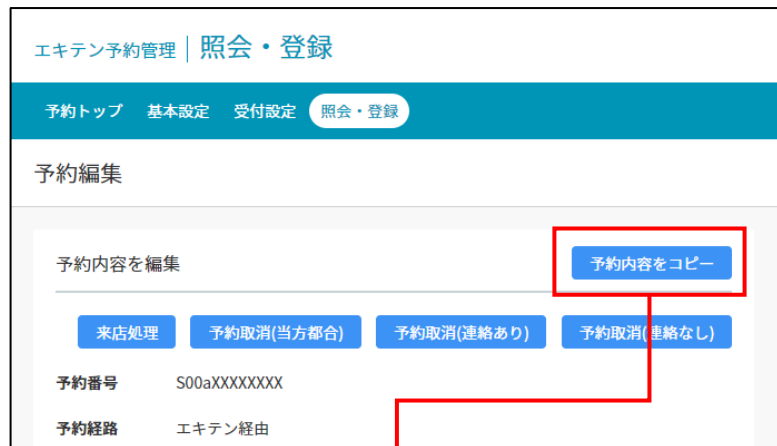 エキテン予約管理 | 照会・登録
予約トップ 基本設定 受付設定 照会・登録
予約編集
予約内容を編集 予約内容をコピー
来店処理 予約取消(当方都合) 予約取消(連絡あり) 予約取消(連絡なし)
予約番号 S00aXXXXXXXX
予約経路 エキテン経由